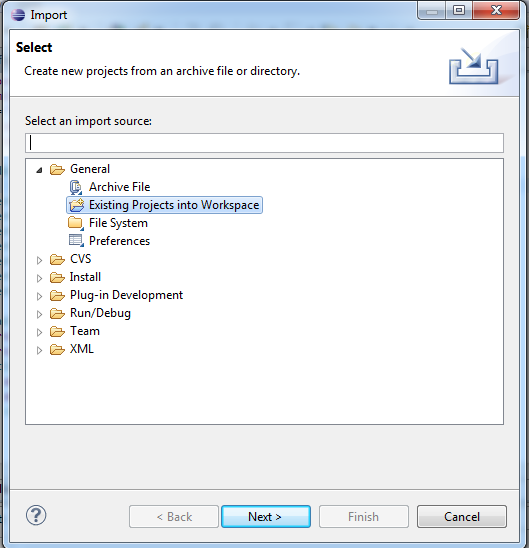 Import
Select
Create new projects from an archive file or directory.
Select an import source:
General
Archive File
Existing Projects into Workspace
File System
Preferences
CVS
Install
Plug-in Development
Run/Debug
Team
XML
?
< Back
Next >
Finish
Cancel